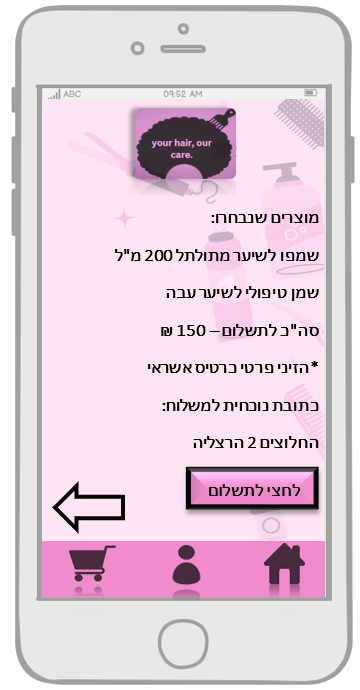 ABC
09:52 AM
your hair, our
care.
מוצרים שנבחרו:
שמפו לשיער מתולתל 200 מ"ל
שמן טיפולי לשיער עבה
סה"כ לתשלום – 150 ₪
*הזיני פרטי כרטיס אשראי
כתובת נוכחית למשלוח:
החלוצים 2 הרצליה
לחצי לתשלום